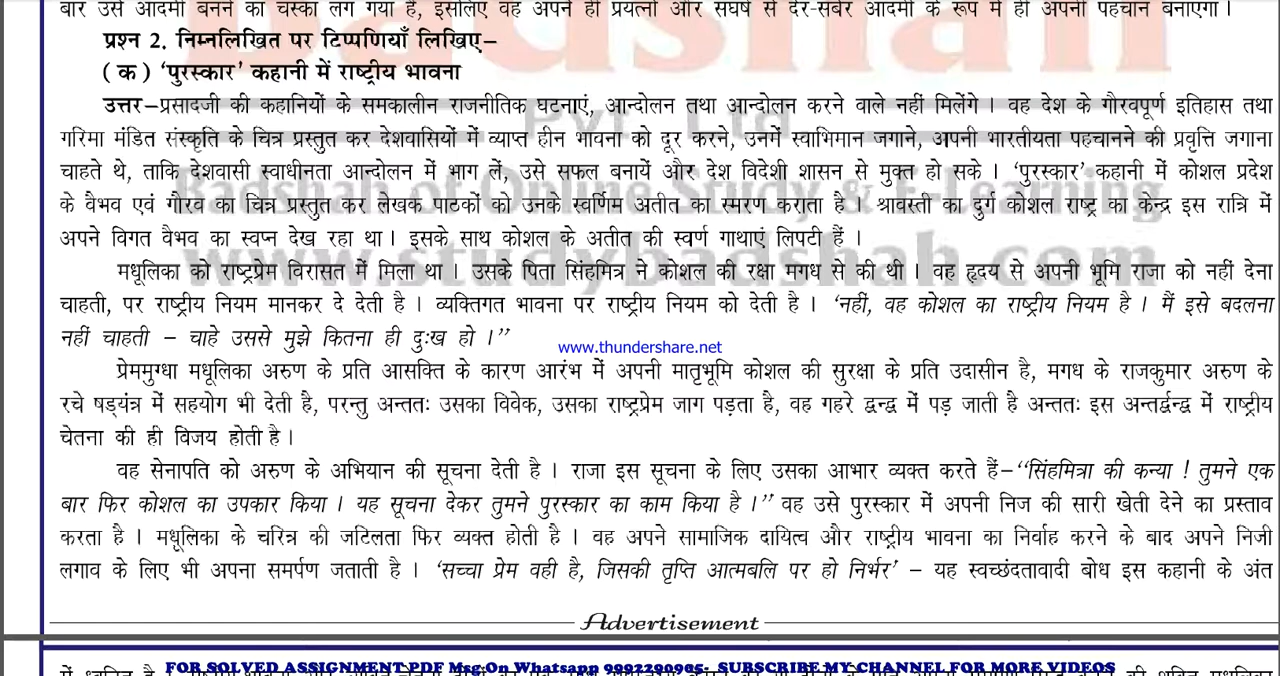 बार उसे आदमी बनने का चस्का लग गया है, इसलिए वह अपने ही प्रयत्नों और संघर्ष से देर-सबेर आदमी के रूप में ही अपनी पहचान बनाएगा।
प्रश्न 2. निम्नलिखित पर टिप्पणियाँ लिखिए–
(क) ‘पुरस्कार’ कहानी में राष्ट्रीय भावना
उत्तर–प्रसादजी की कहानियों के समकालीन राजनीतिक घटनाएं, आन्दोलन तथा आन्दोलन करने वाले नहीं मिलेंगे। वह देश के गौरवपूर्ण इतिहास तथा
गरिमा मंडित संस्कृति के चित्र प्रस्तुत कर देशवासियों में व्याप्त हीन भावना को दूर करने, उनमें स्वाभिमान जगाने, अपनी भारतीयता पहचानने की प्रवृत्ति जगाना
चाहते थे, ताकि देशवासी स्वाधीनता आन्दोलन में भाग लें, उसे सफल बनायें और देश विदेशी शासन से मुक्त हो सके। ‘पुरस्कार’ कहानी में कोशल प्रदेश
के वैभव एवं गौरव का चित्र प्रस्तुत कर लेखक पाठकों को उनके स्वर्णिम अतीत का स्मरण कराता है। श्रावस्ती का दुर्ग कोशल राष्ट्र का केन्द्र इस रात्रि में
अपने विगत वैभव का स्वप्न देख रहा था। इसके साथ कोशल के अतीत की स्वर्ण गाथाएं लिपटी हैं।
मधूलिका को राष्ट्रप्रेम विरासत में मिला था। उसके पिता सिंहमित्र ने कोशल की रक्षा मगध से की थी। वह हृदय से अपनी भूमि राजा को नहीं देना
चाहती, पर राष्ट्रीय नियम मानकर दे देती है। व्यक्तिगत भावना पर राष्ट्रीय नियम को देती है। ‘नहीं, वह कोशल का राष्ट्रीय नियम है। मैं इसे बदलना
नहीं चाहती – चाहे उससे मुझे कितना ही दुःख हो।’’
www.thundershare.net
प्रेममुग्धा मधूलिका अरुण के प्रति आसक्ति के कारण आरंभ में अपनी मातृभूमि कोशल की सुरक्षा के प्रति उदासीन है, मगध के राजकुमार अरुण के
रचे षड्यंत्र में सहयोग भी देती है, परन्तु अन्ततः उसका विवेक, उसका राष्ट्रप्रेम जाग पड़ता है, वह गहरे द्वन्द्व में पड़ जाती है अन्ततः इस अन्तर्द्वन्द्व में राष्ट्रीय
चेतना की ही विजय होती है।
वह सेनापति को अरुण के अभियान की सूचना देती है। राजा इस सूचना के लिए उसका आभार व्यक्त करते हैं–‘‘सिंहमित्रा की कन्या! तुमने एक
बार फिर कोशल का उपकार किया। यह सूचना देकर तुमने पुरस्कार का काम किया है।’’ वह उसे पुरस्कार में अपनी निज की सारी खेती देने का प्रस्ताव
करता है। मधूलिका के चरित्र की जटिलता फिर व्यक्त होती है। वह अपने सामाजिक दायित्व और राष्ट्रीय भावना का निर्वाह करने के बाद अपने निजी
लगाव के लिए भी अपना समर्पण जताती है। ‘सच्चा प्रेम वही है, जिसकी तृप्ति आत्मबलि पर हो निर्भर’ – यह स्वच्छंदतावादी बोध इस कहानी के अंत
Advertisement
FOR SOLVED ASSIGNMENT PDF Msg On Whatsapp 9992290905- SUBSCRIBE MY CHANNEL FOR MORE VIDEOS
Badshah
Pvt. Ltd
Badshah of Online Study & E-Learning
www.studybadshah.com